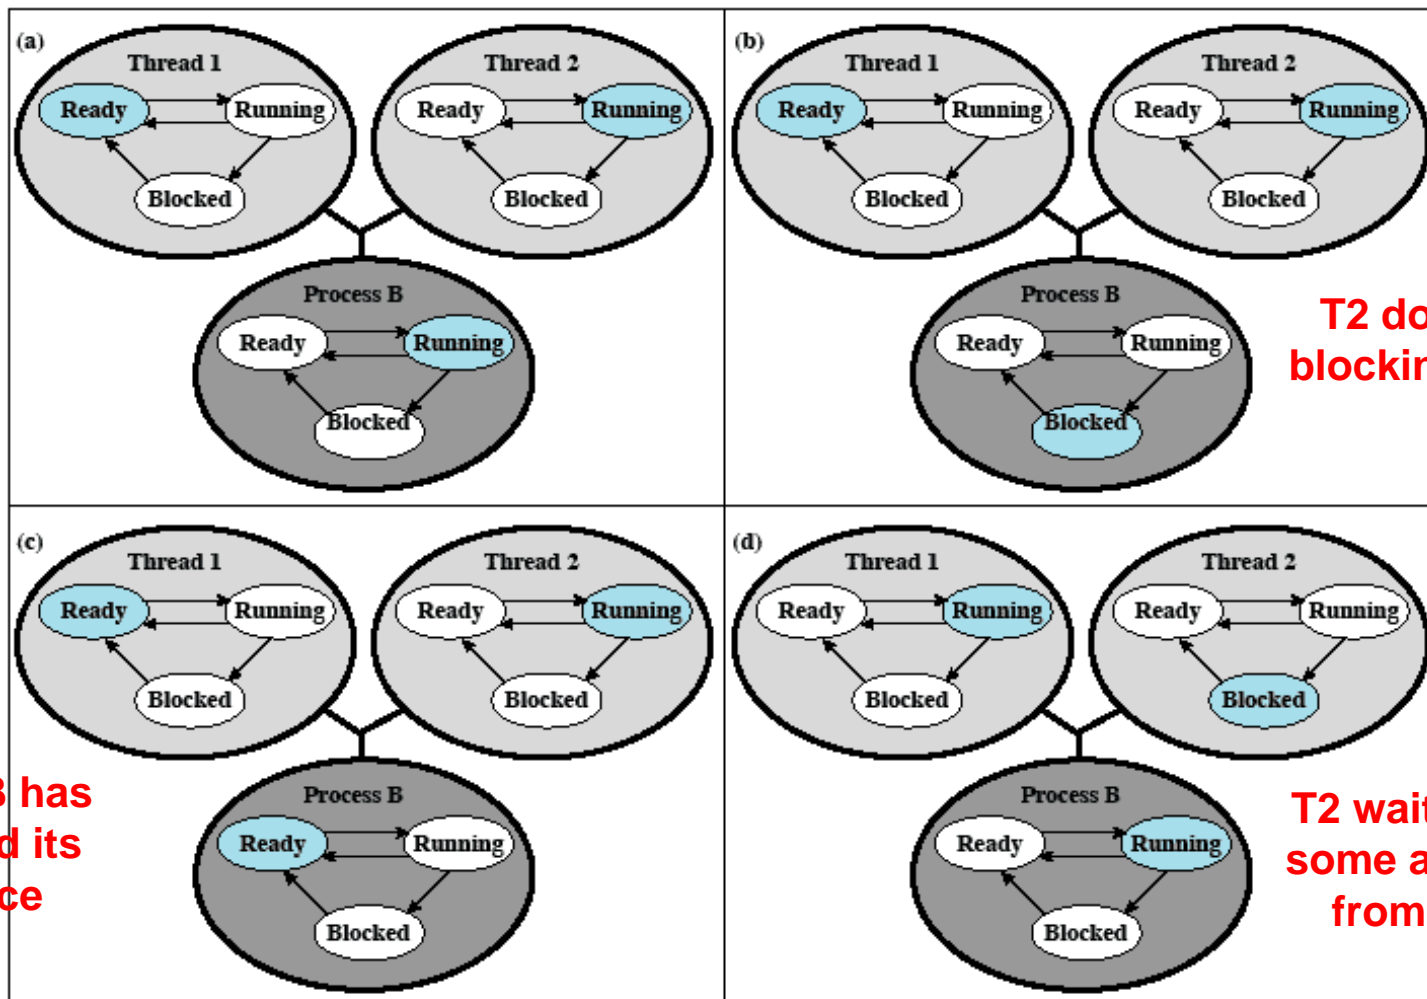 (a)
Thread 1
Ready Running
Blocked
Thread 2
Ready Running
Blocked
Process B
Ready Running
Blocked
(b)
Thread 1
Ready Running
Blocked
Thread 2
Ready Running
Blocked
Process B
Ready Running
Blocked
T2 do
blockin
(c)
Thread 1
Ready Running
Blocked
Thread 2
Ready Running
Blocked
Process B
Ready Running
Blocked
B has
d its
ce
(d)
Thread 1
Ready Running
Blocked
Thread 2
Ready Running
Blocked
Process B
Ready Running
Blocked
T2 wait
some a
from